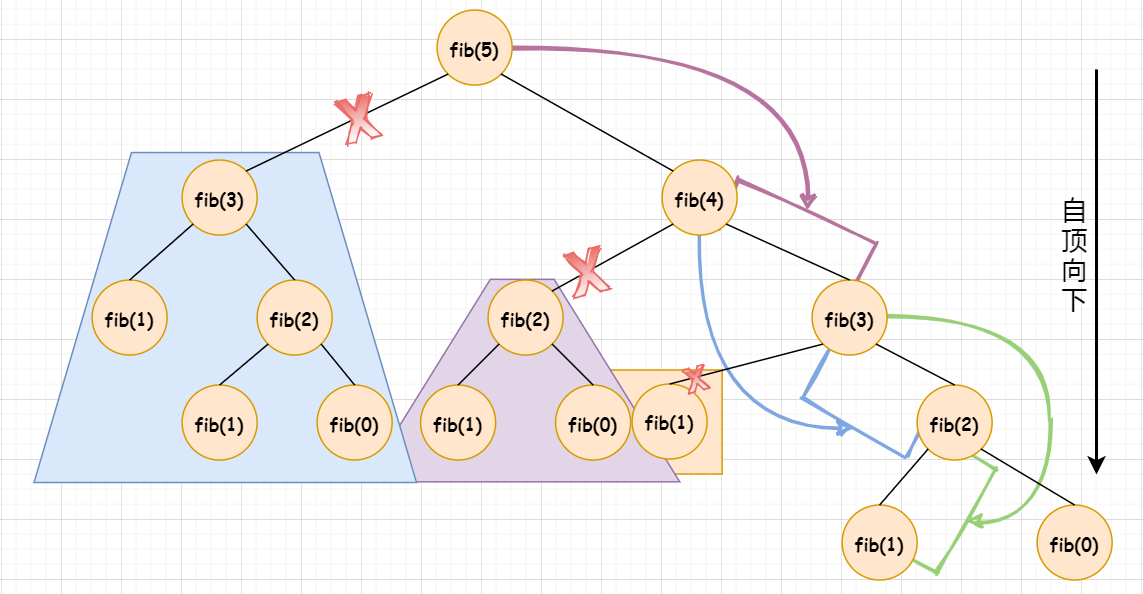 fib(5)
fib(3)
fib(4)
fib(1)
fib(2)
fib(2)
fib(3)
fib(1)
fib(0)
fib(1)
fib(0)
fib(1)
fib(2)
fib(1)
fib(0)
自顶向下